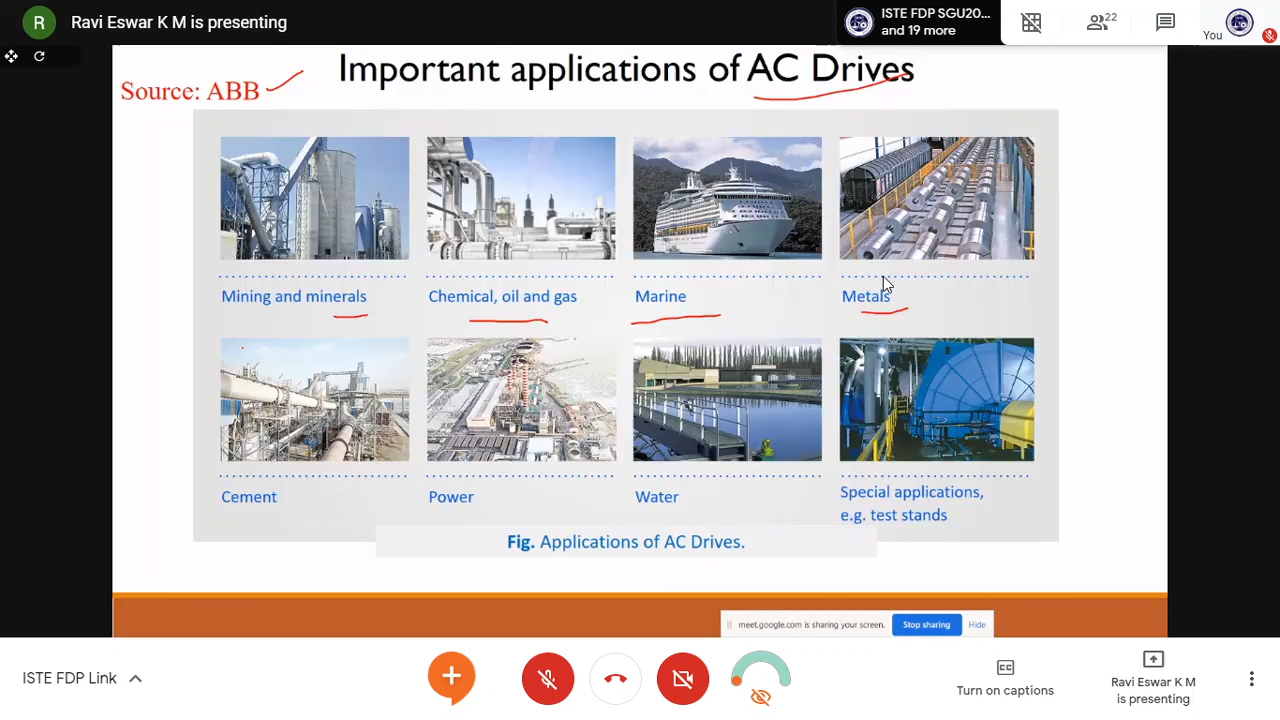 R
Ravi Eswar K M is presenting
ISTE FDP SGU20...
and 19 more
22
You
Important applications of AC Drives
Source: ABB
Mining and minerals
Chemical, oil and gas
Marine
Metals
Cement
Power
Water
Special applications,
e.g. test stands
Fig. Applications of AC Drives.
meet.google.com is sharing your screen.
Stop sharing
Hide
ISTE FDP Link
CC
Turn on captions
Ravi Eswar K M
is presenting